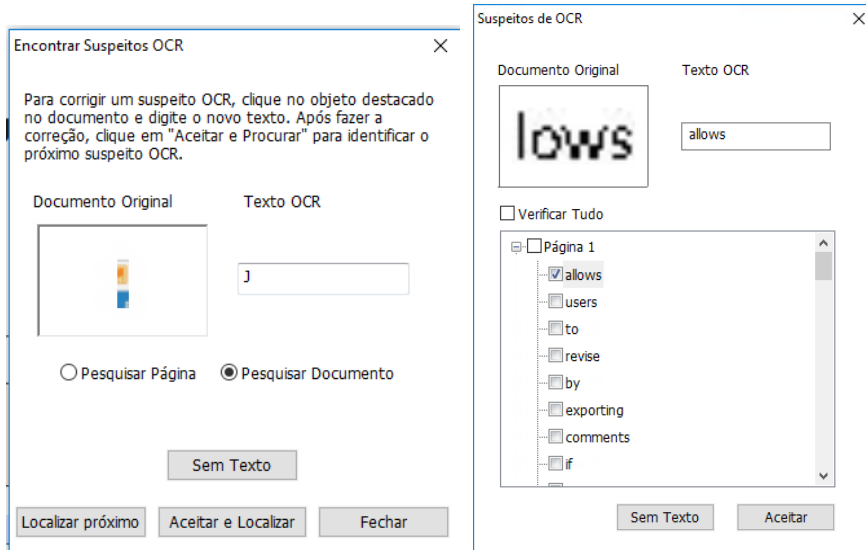 Encontrar Suspeitos OCR
Para corrigir um suspeito OCR, clique no objeto destacado
no documento e digite o novo texto. Após fazer a
correção, clique em "Aceitar e Procurar" para identificar o
próximo suspeito OCR.
Documento Original
Texto OCR
J
Pesquisar Página
Pesquisar Documento
Sem Texto
Localizar próximo
Aceitar e Localizar
Fechar
Suspeitos de OCR
Documento Original
Texto OCR
lows
allows
Verificar Tudo
Página 1
allows
users
to
revise
by
exporting
comments
if
Sem Texto
Aceitar